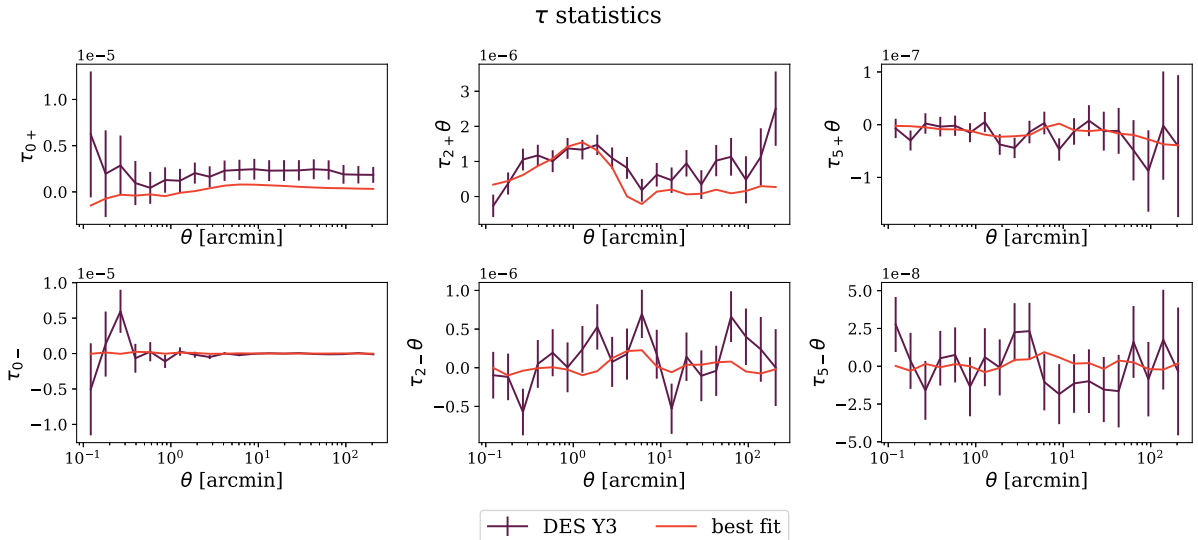 τ statistics
1e−5 1e−6 1e−7
τ0+ 1.0 0.5 0.0
τ2+θ 3 2 1 0
τ5+θ 1 0 −1
θ [arcmin] θ [arcmin] θ [arcmin]
1e−5 1e−6 1e−8
τ0− 1.0 0.5 0.0 −0.5 −1.0
τ2−θ 1.0 0.5 0.0 −0.5
τ5−θ 5.0 2.5 0.0 −2.5 −5.0
10−1 100 101 102 10−1 100 101 102 10−1 100 101 102
θ [arcmin] θ [arcmin] θ [arcmin]
DES Y3 best fit